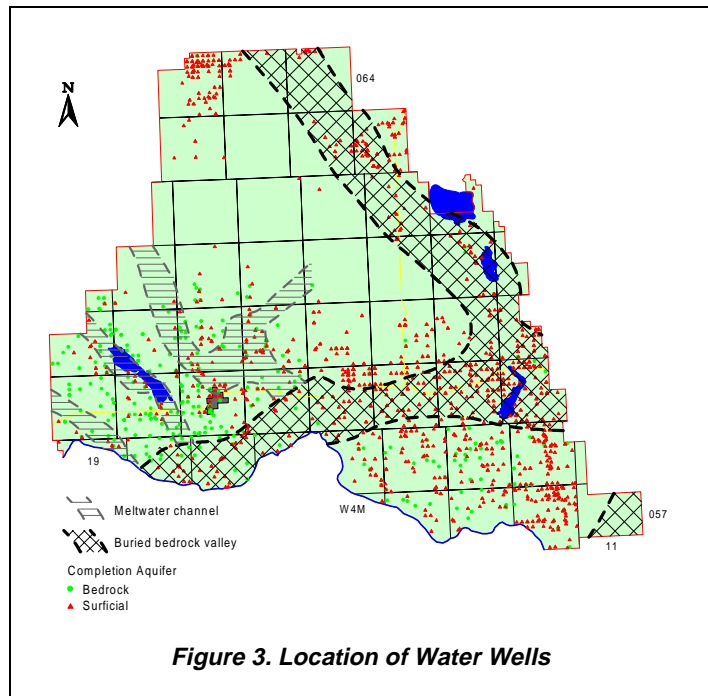 N
064
19
W4M
057
11
Meltwater channel
Buried bedrock valley
Completion Aquifer
Bedrock
Surficial
Figure 3. Location of Water Wells